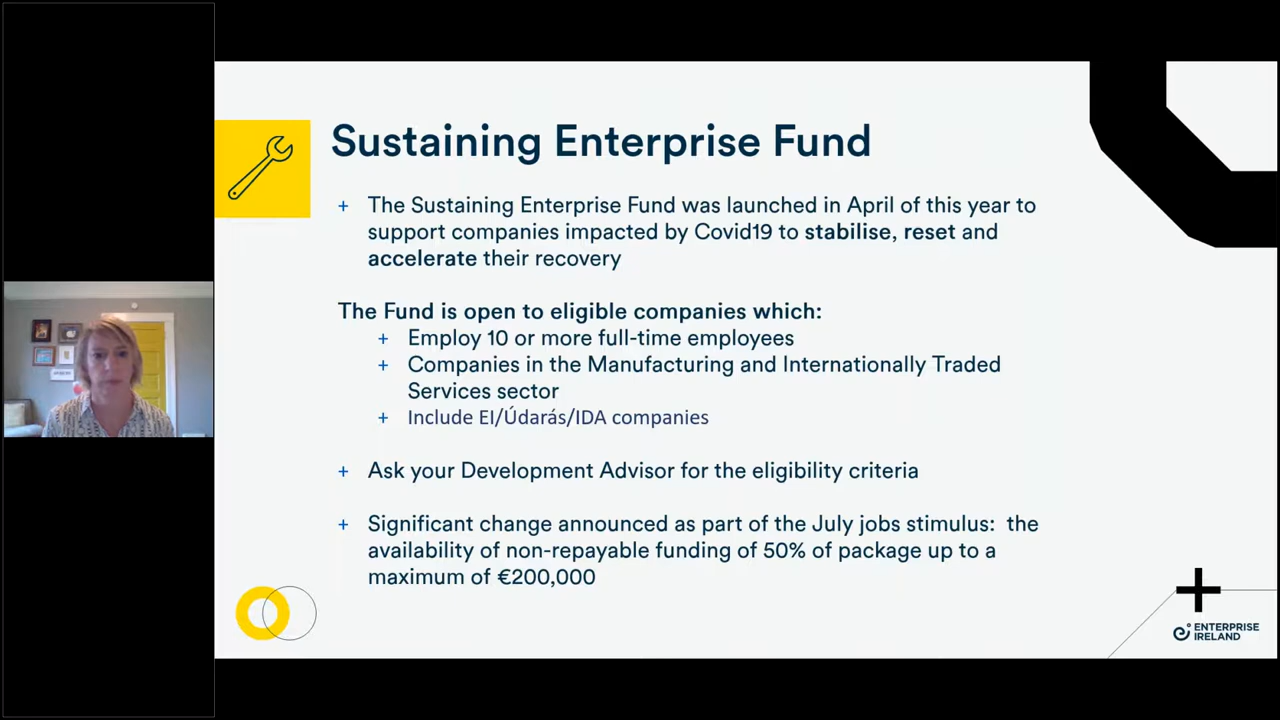 Sustaining Enterprise Fund
+ The Sustaining Enterprise Fund was launched in April of this year to
support companies impacted by Covid19 to stabilise, reset and
accelerate their recovery
The Fund is open to eligible companies which:
+ Employ 10 or more full-time employees
+ Companies in the Manufacturing and Internationally Traded
Services sector
+ Include EI/Údarás/IDA companies
+ Ask your Development Advisor for the eligibility criteria
+ Significant change announced as part of the July jobs stimulus:  the
availability of non-repayable funding of 50% of package up to a
maximum of €200,000
ENTERPRISE
IRELAND